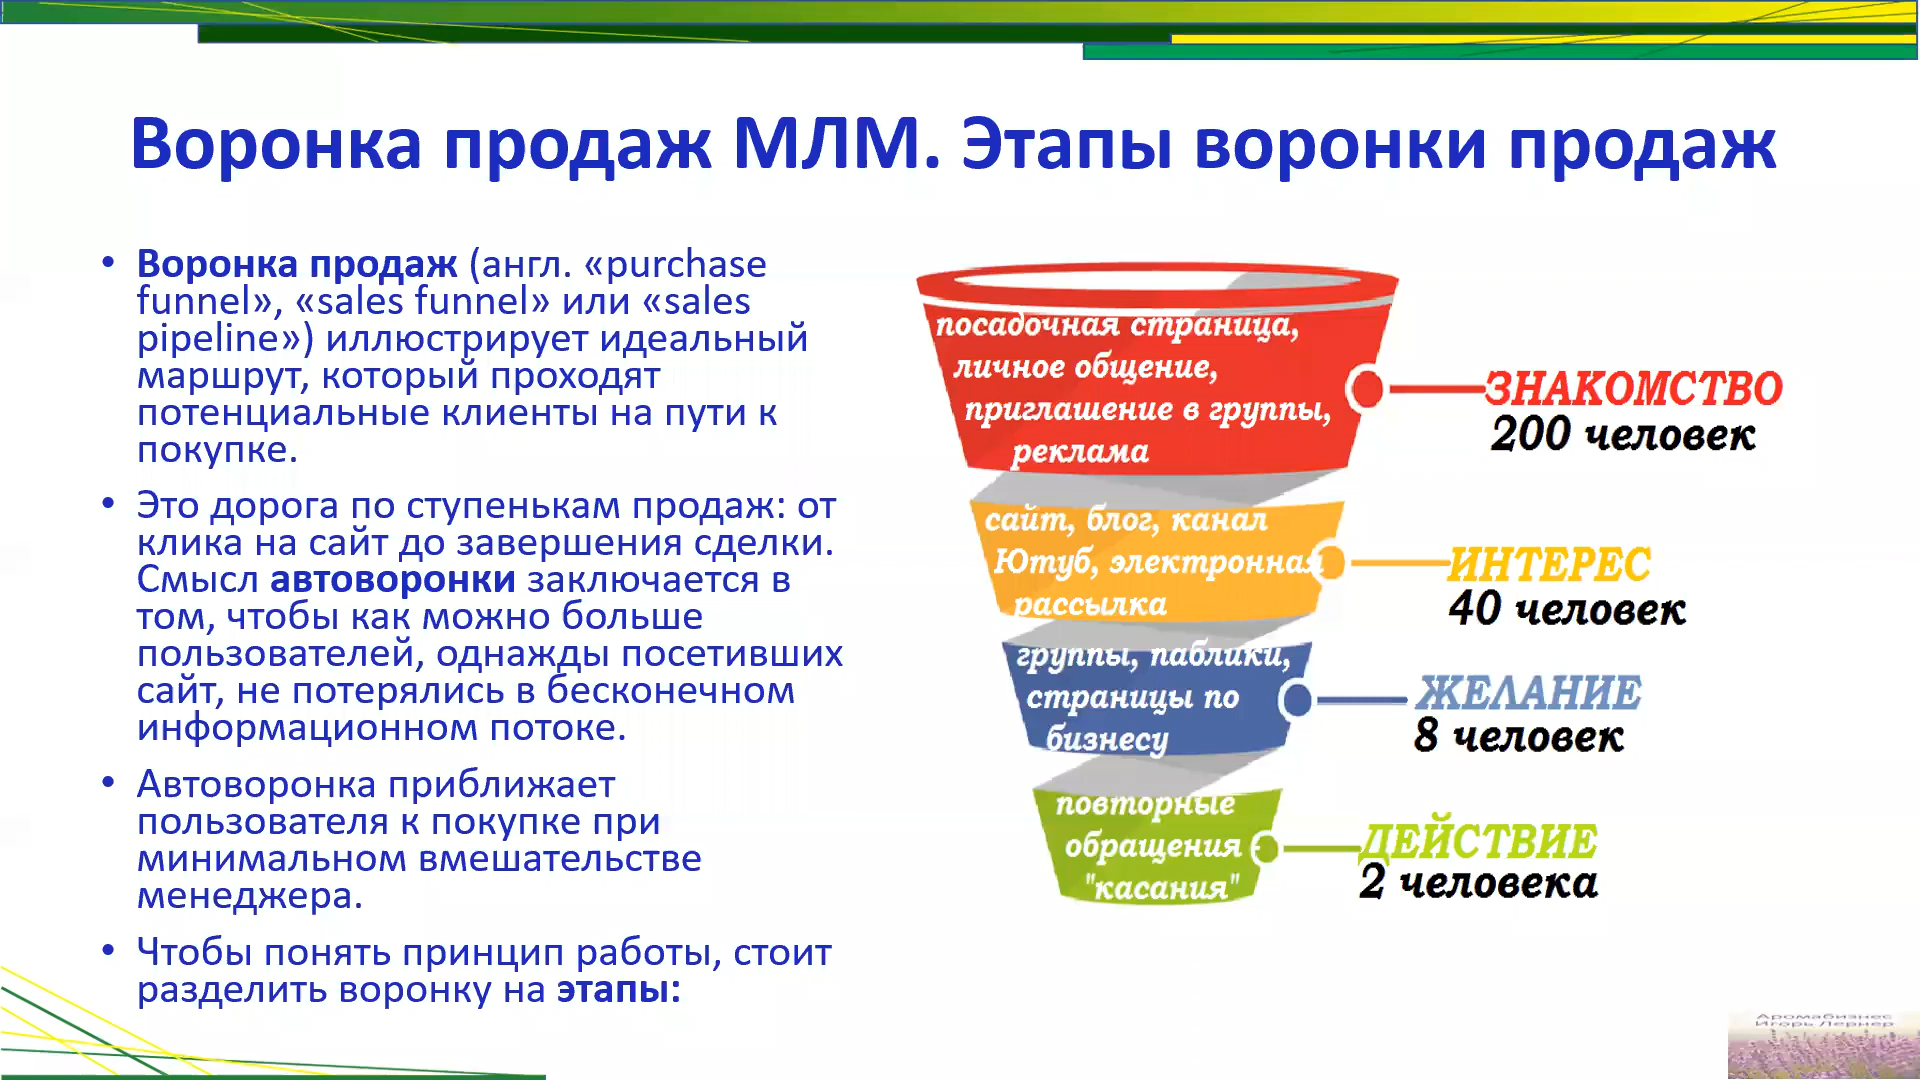 Воронка продаж МЛМ. Этапы воронки продаж
• Воронка продаж (англ. «purchase
funnel», «sales funnel» или «sales
pipeline») иллюстрирует идеальный
маршрут, который проходят
потенциальные клиенты на пути к
покупке.
• Это дорога по ступенькам продаж: от
клика на сайт до завершения сделки.
Смысл автоворонки заключается в
том, чтобы как можно больше
пользователей, однажды посетивших
сайт, не потерялись в бесконечном
информационном потоке.
• Автоворонка приближает
пользователя к покупке при
минимальном вмешательстве
менеджера.
• Чтобы понять принцип работы, стоит
разделить воронку на этапы:
посадочная страница,
личное общение,
приглашение в группы,
реклама
ЗНАКОМСТВО
200 человек
сайт, блог, канал
Ютуб, электронная
рассылка
ИНТЕРЕС
40 человек
группы, паблики,
страницы по
бизнесу
ЖЕЛАНИЕ
8 человек
повторные
обращения -
"касания"
ДЕЙСТВИЕ
2 человека
Аромабизнес
Игорь Лернер